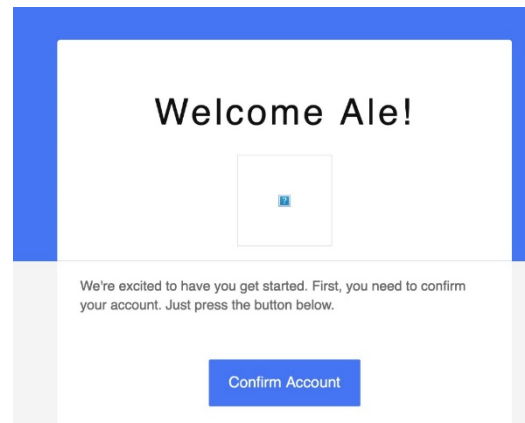 Welcome Ale!
We're excited to have you get started. First, you need to confirm
your account. Just press the button below.
Confirm Account